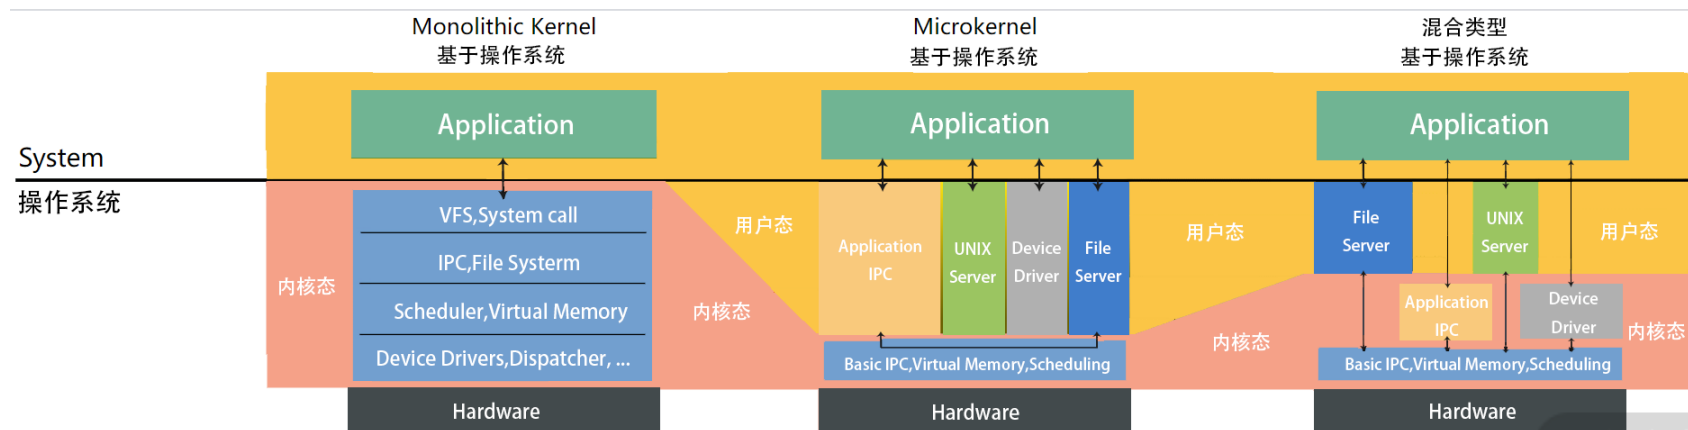 Monolithic Kernel
基于操作系统
Microkernel
基于操作系统
混合类型
基于操作系统
System
操作系统
Application
Application
Application
内核态
VFS,System call
IPC,File Systerm
Scheduler,Virtual Memory
Device Drivers,Dispatcher, ...
Hardware
内核态
用户态
Application
IPC
UNIX
Server
Device
Driver
File
Server
Basic IPC,Virtual Memory,Scheduling
Hardware
用户态
内核态
File
Server
UNIX
Server
用户态
Application
IPC
Device
Driver
内核态
Basic IPC,Virtual Memory,Scheduling
Hardware